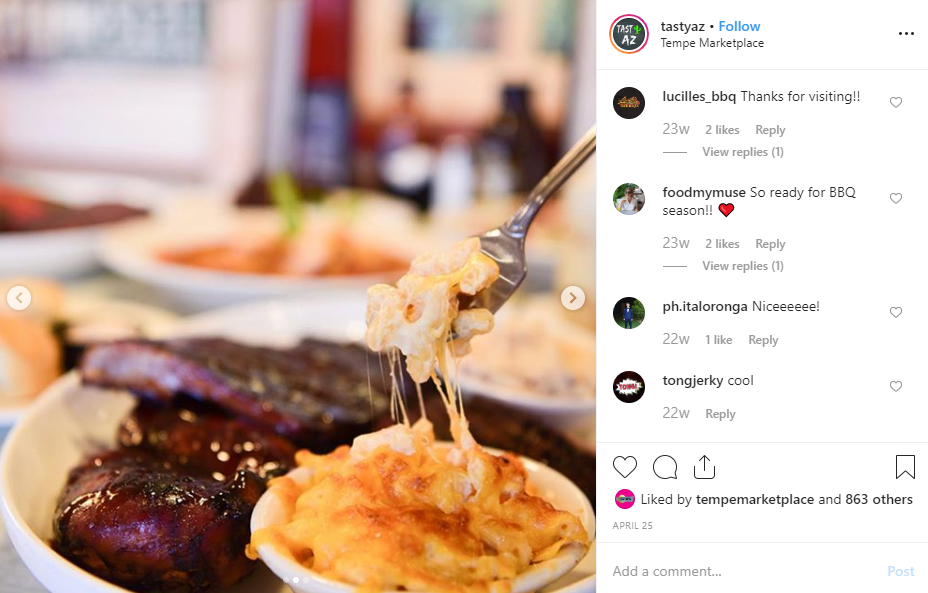 TASTY
AZ
tastyaz • Follow
Tempe Marketplace
lucilles_bbq Thanks for visiting!!
23w 2 likes Reply
View replies (1)
foodmymuse So ready for BBQ
season!! ❤️
23w 2 likes Reply
View replies (1)
ph.italoronga Niceeeeee!
22w 1 like Reply
tongjerky cool
22w Reply
Liked by tempemarketplace and 863 others
APRIL 25
Add a comment... Post